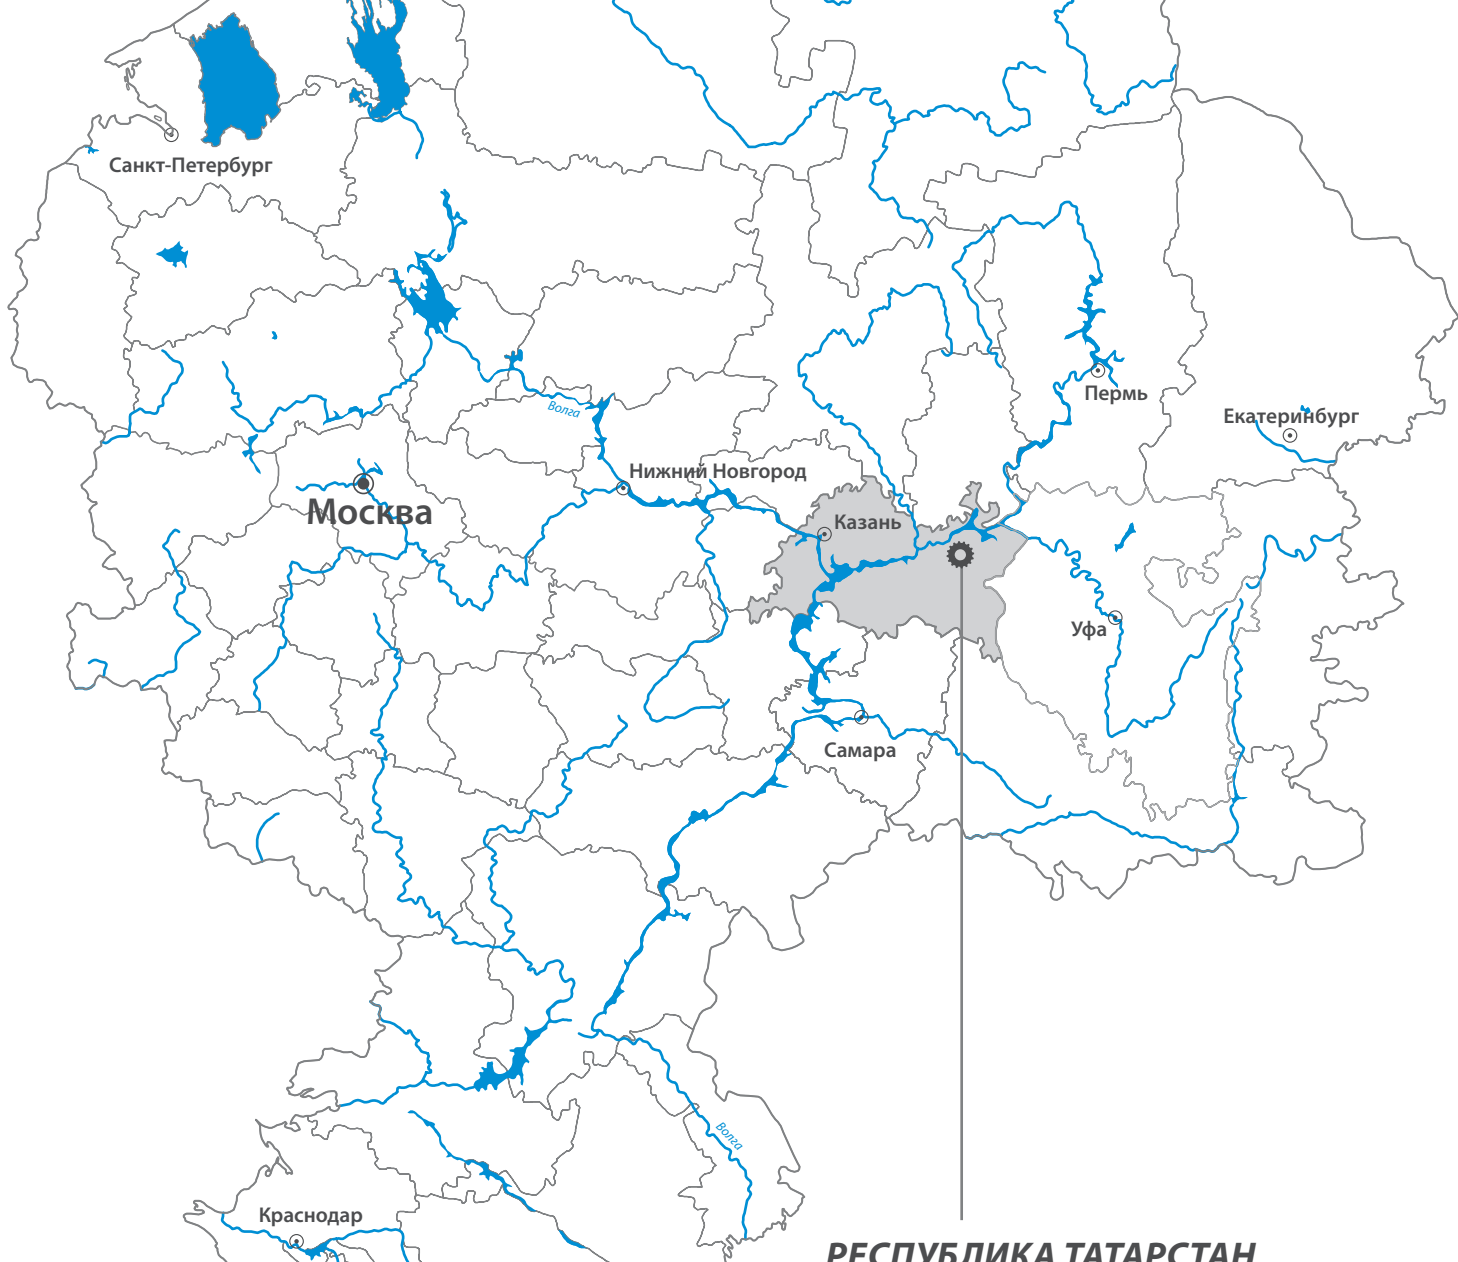 Санкт-Петербург
Пермь
Волга
Екатеринбург
Нижний Новгород
Москва
Казань
Уфа
Самара
Волга
Краснодар
РЕСПУБЛИКА ТАТАРСТАН